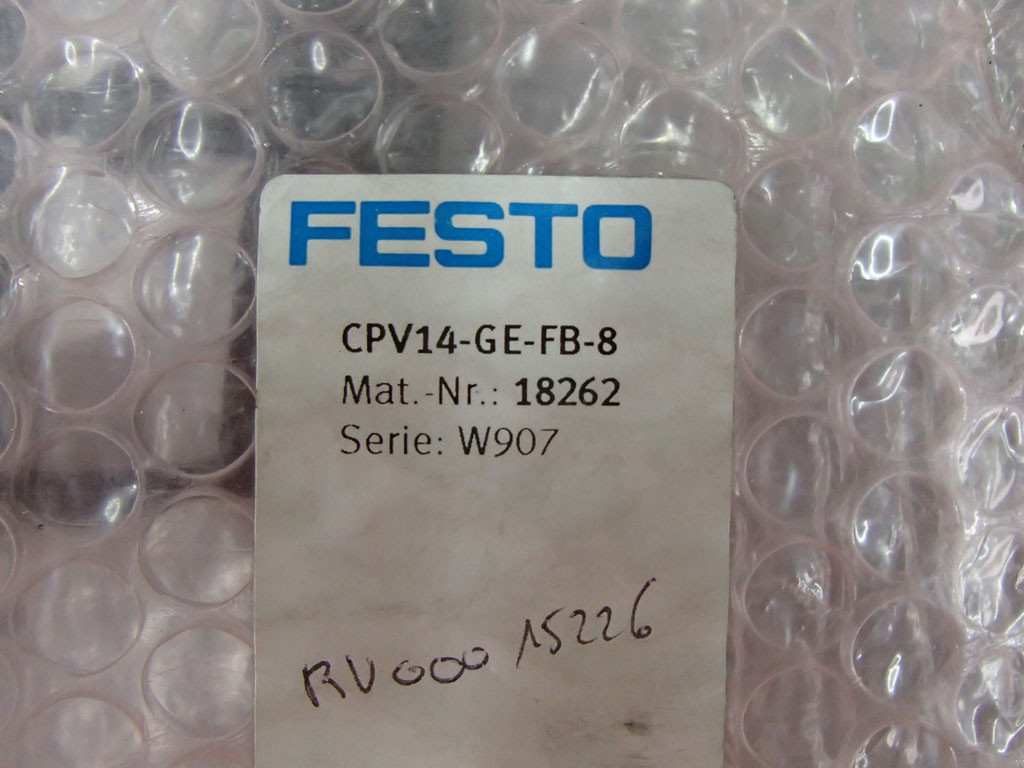 FESTO
CPV14-GE-FB-8
Mat.-Nr.: 18262
Serie: W907
RV000 15226